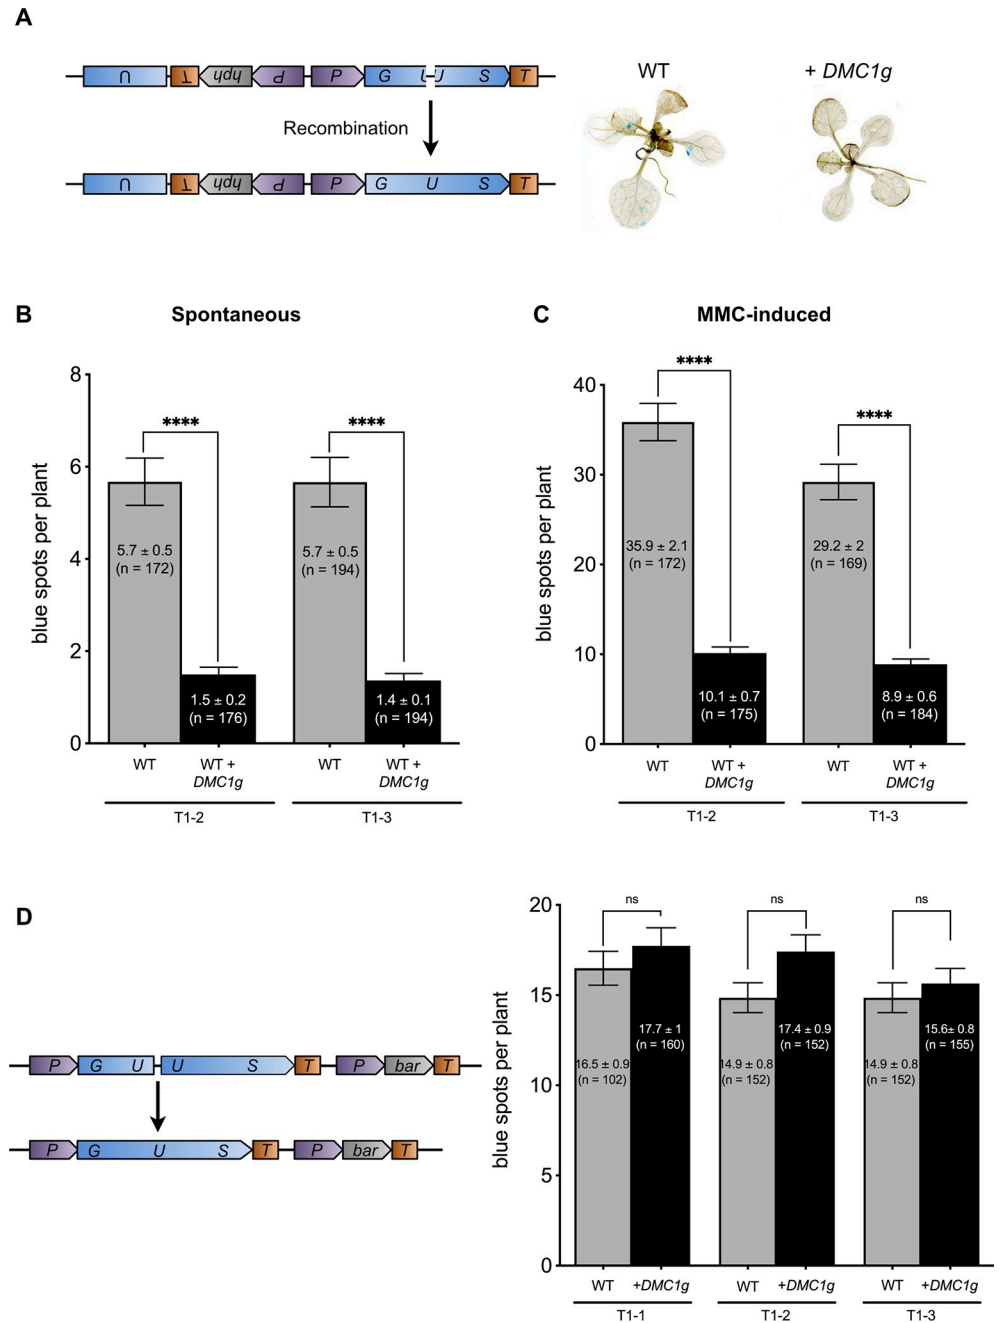 A
U T hph P P G U U S T
WT
+ DMC1g
Recombination
U T hph P P G U S T
B
Spontaneous
blue spots per plant
8
6
4
2
0
****
****
5.7 ± 0.5
(n = 172)
1.5 ± 0.2
(n = 176)
5.7 ± 0.5
(n = 194)
1.4 ± 0.1
(n = 194)
WT
WT +
DMC1g
WT
WT +
DMC1g
T1-2
T1-3
C
MMC-induced
blue spots per plant
40
30
20
10
0
****
****
35.9 ± 2.1
(n = 172)
10.1 ± 0.7
(n = 175)
29.2 ± 2
(n = 169)
8.9 ± 0.6
(n = 184)
WT
WT +
DMC1g
WT
WT +
DMC1g
T1-2
T1-3
D
P G U U S T P bar T
P G U S T P bar T
blue spots per plant
20
15
10
5
0
ns
ns
ns
16.5 ± 0.9
(n = 102)
17.7 ± 1
(n = 160)
14.9 ± 0.8
(n = 152)
17.4 ± 0.9
(n = 152)
14.9 ± 0.8
(n = 152)
15.6± 0.8
(n = 155)
WT
+DMC1g
WT
+DMC1g
WT
+DMC1g
T1-1
T1-2
T1-3